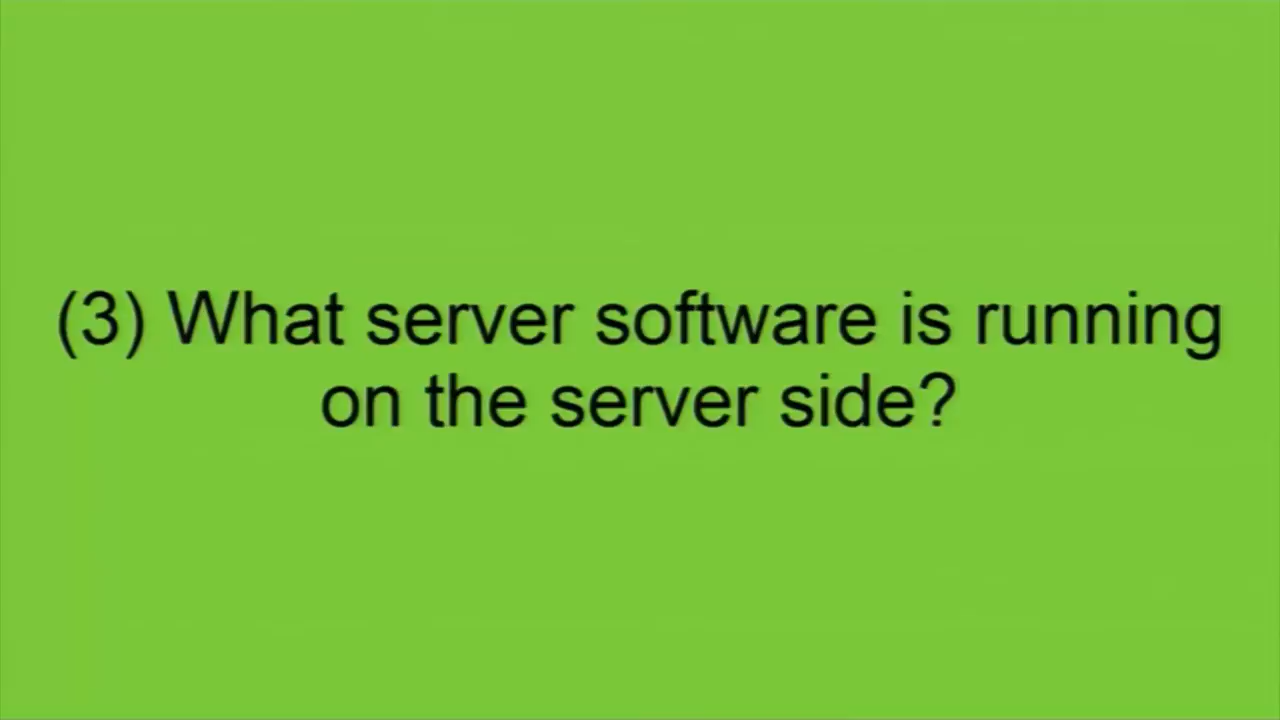 (3) What server software is running
on the server side?